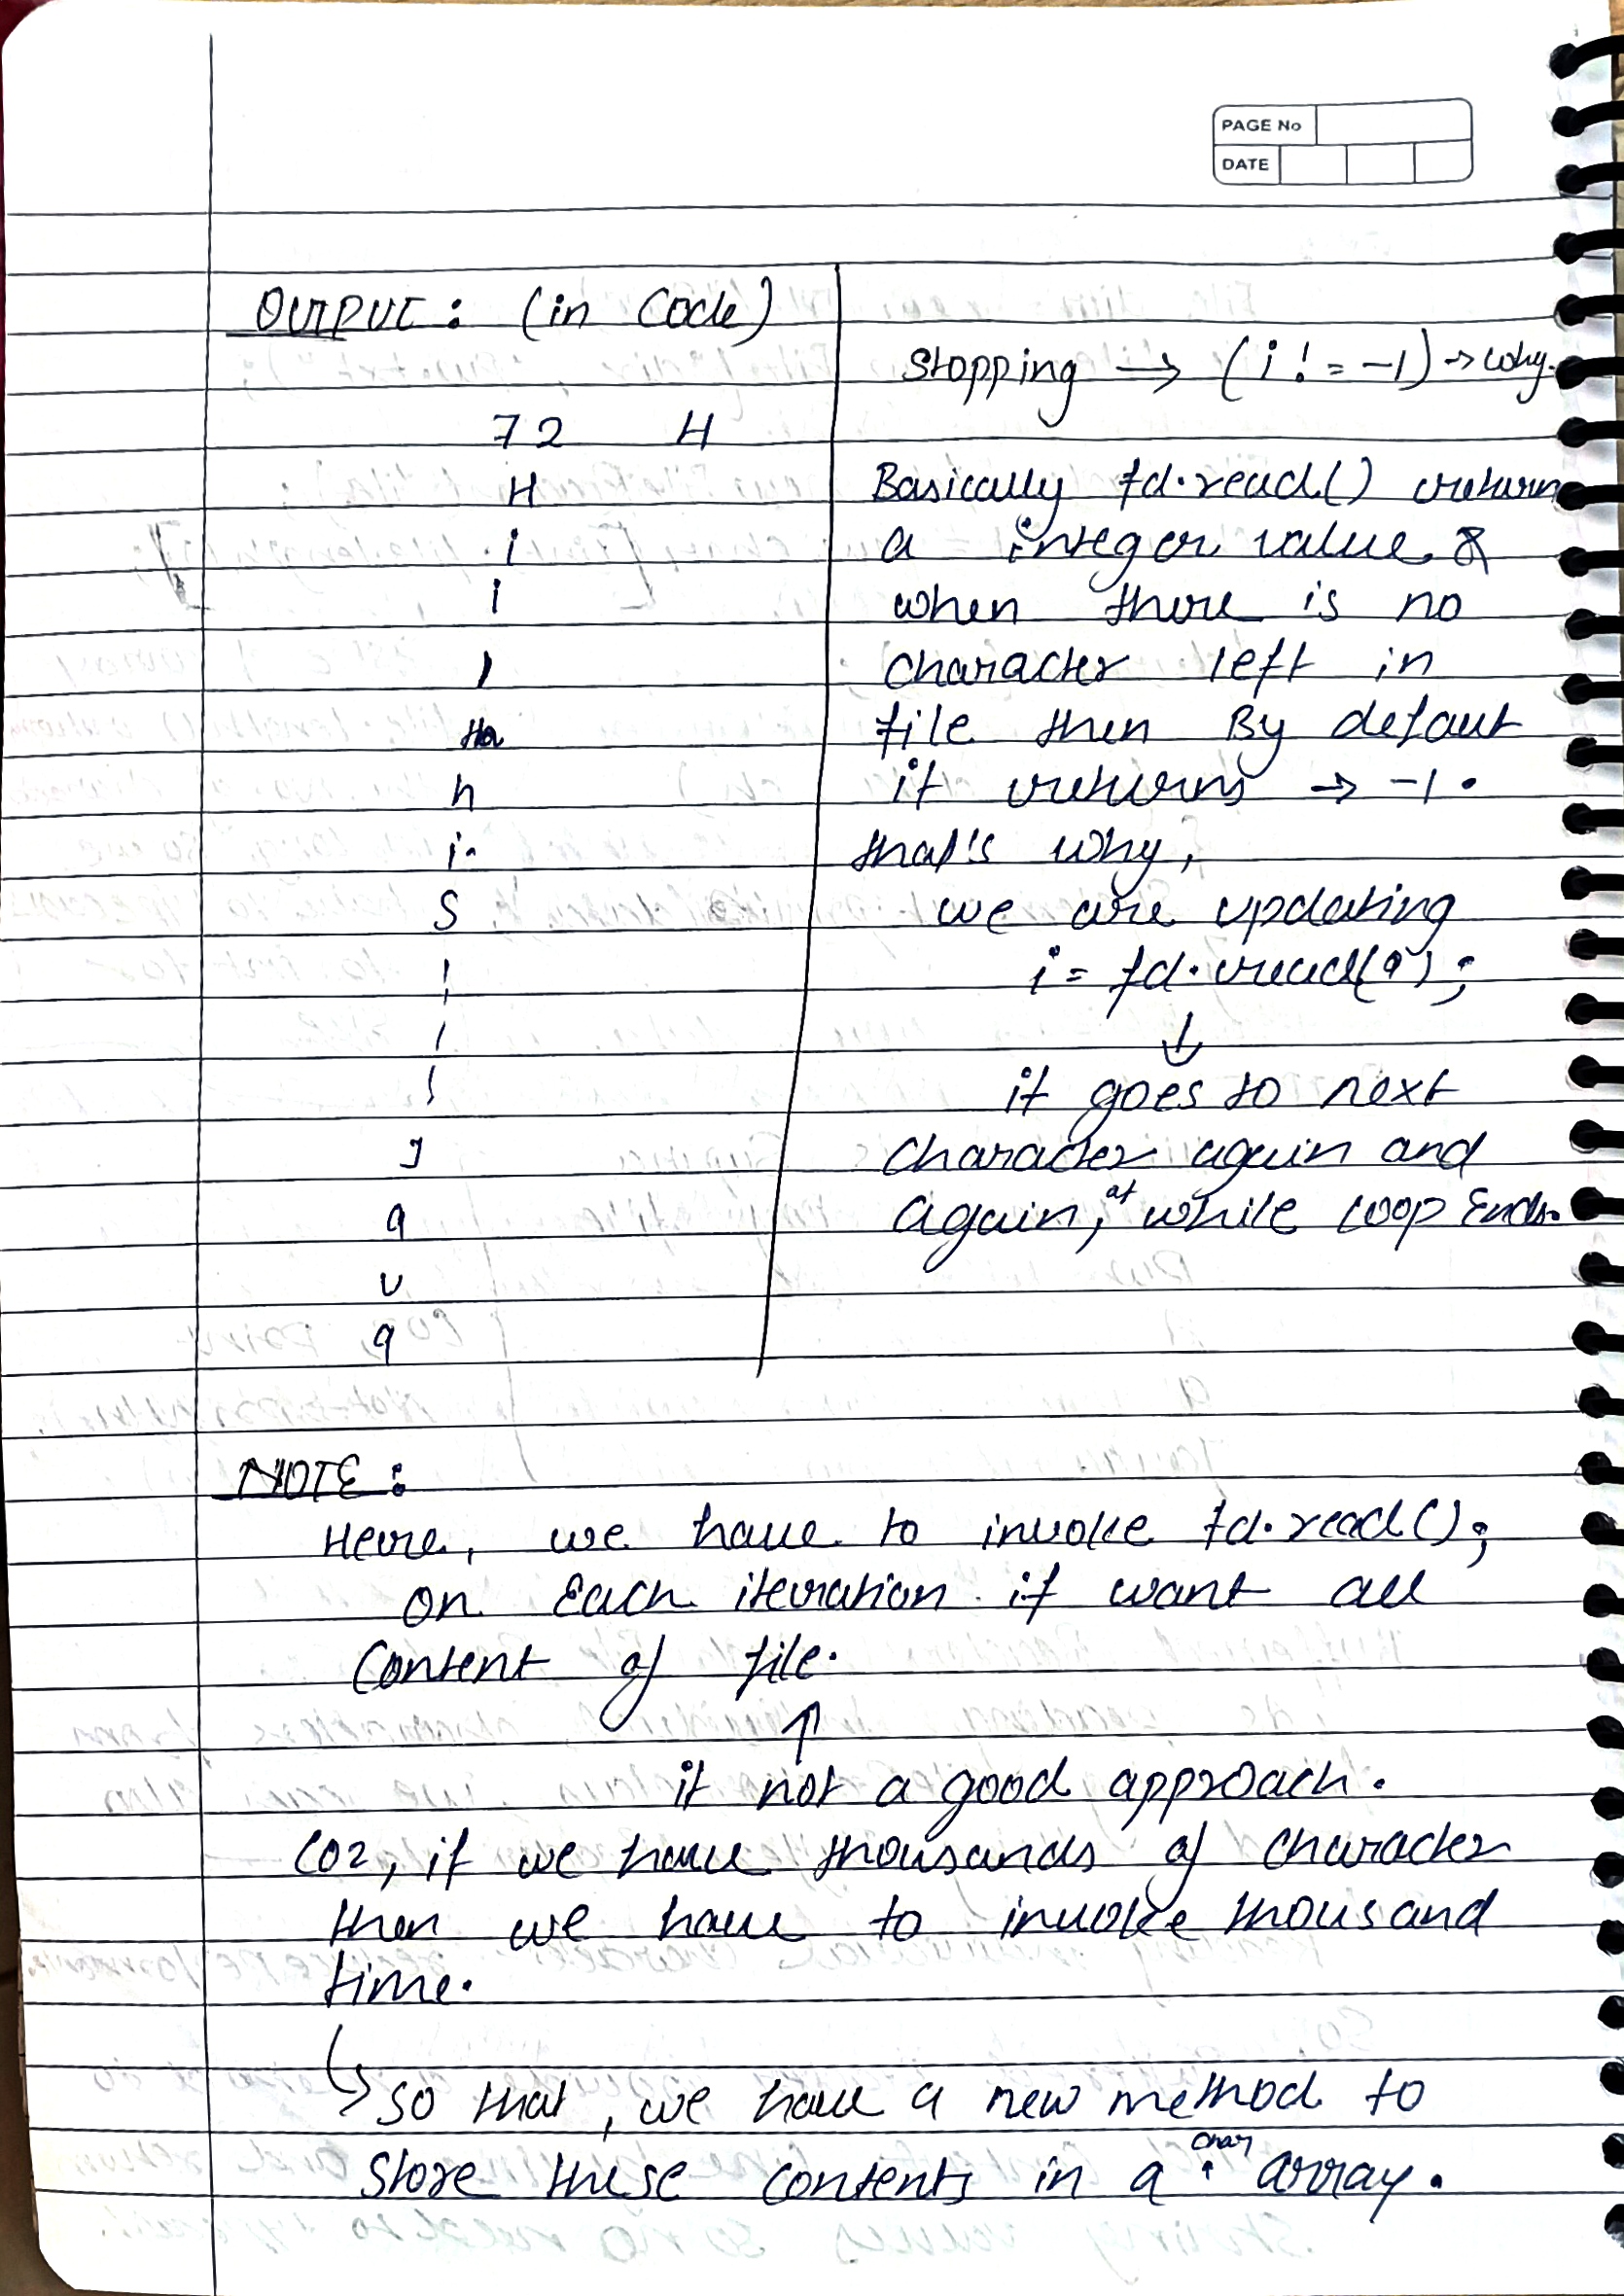 PAGE No
DATE
OUTPUT : (in Code)
72 H
H
i
|
|
h
i
S
|
|
|
J
a
v
a
Stopping → (i != -1) → why.
Basically fd.read() return
a integer value &
when there is no
character left in
file then By defaut
it returns → -1.
that's why,
we are updating
i = fd.read();
↓
it goes to next
character again and
again, at while loop Ends.
NOTE :
Here, we have to invoke fd.read();
on Each iteration if want all
Content of file.
↑
it not a good approach.
Coz, if we have thousands of character
then we have to invoke thousand
time.
↳ so that, we have a new method to
Store these contents in a char array.